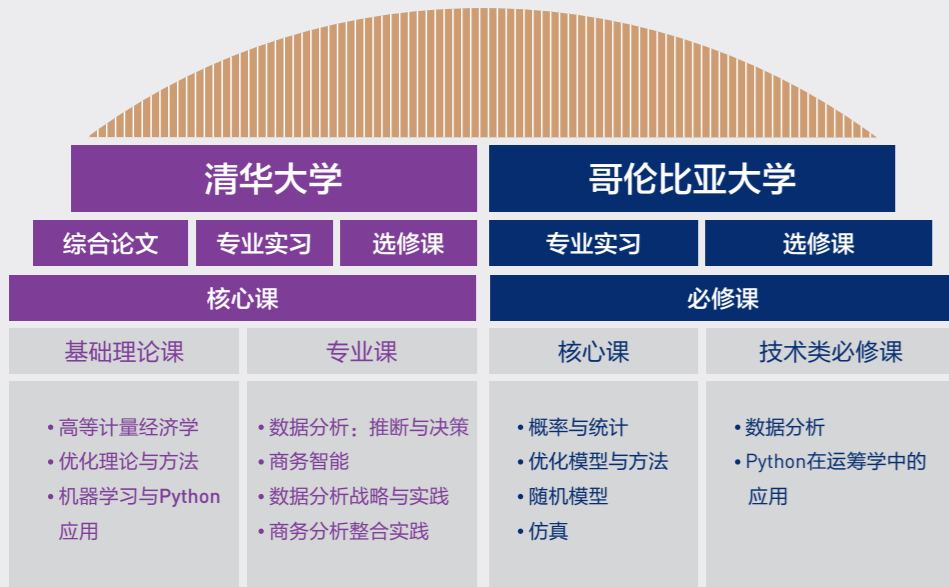 清华大学
哥伦比亚大学
综合论文
专业实习
选修课
专业实习
选修课
核心课
必修课
基础理论课
专业课
核心课
技术类必修课
• 高等计量经济学
• 优化理论与方法
• 机器学习与Python
应用
• 数据分析：推断与决策
• 商务智能
• 数据分析战略与实践
• 商务分析整合实践
• 概率与统计
• 优化模型与方法
• 随机模型
• 仿真
• 数据分析
• Python在运筹学中的
应用